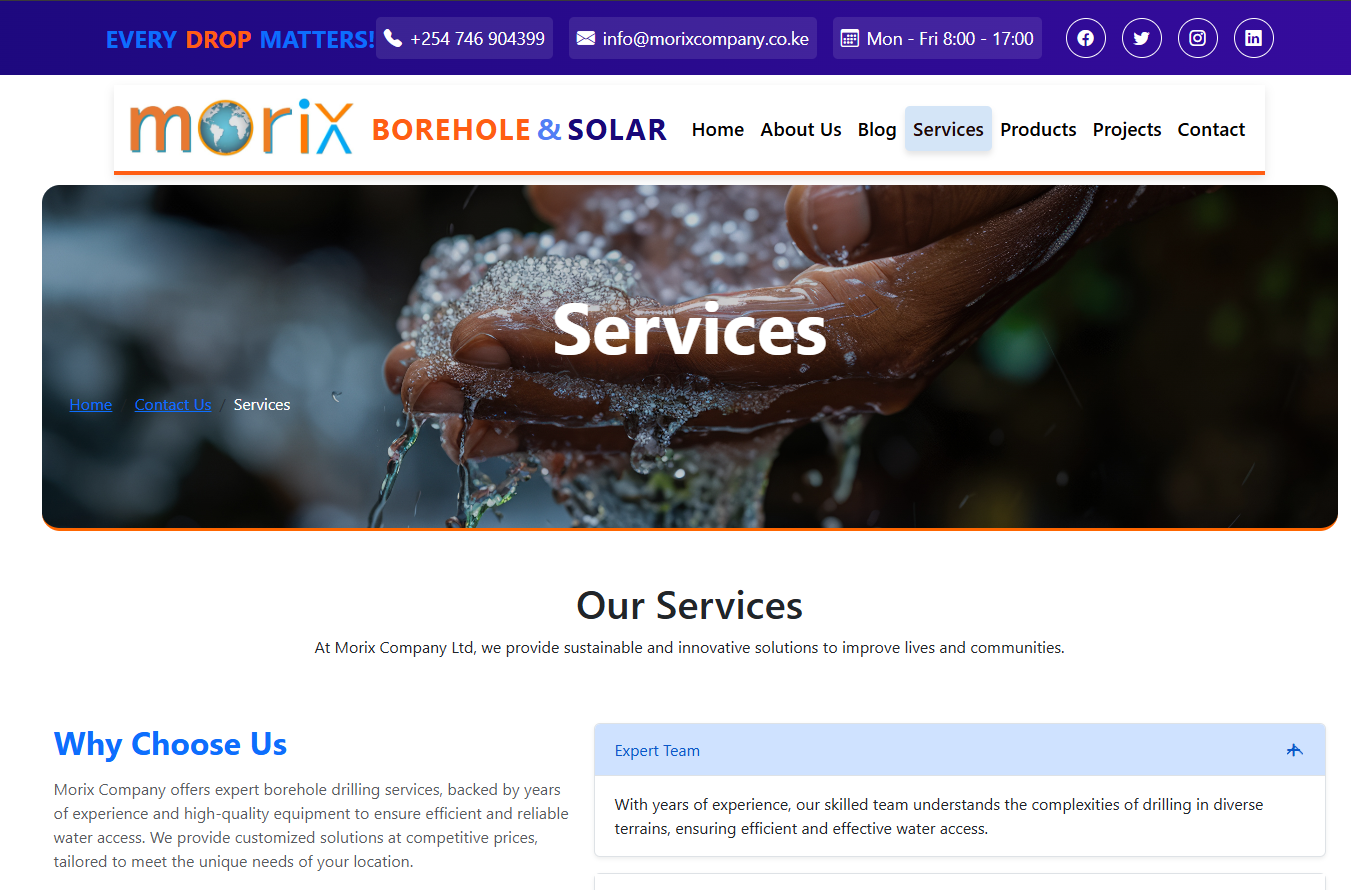 EVERY DROP MATTERS! +254 746 904399 info@morixcompany.co.ke Mon - Fri 8:00 - 17:00
morix BOREHOLE & SOLAR Home About Us Blog Services Products Projects Contact
Services
Home / Contact Us / Services
Our Services
At Morix Company Ltd, we provide sustainable and innovative solutions to improve lives and communities.
Why Choose Us
Morix Company offers expert borehole drilling services, backed by years
of experience and high-quality equipment to ensure efficient and reliable
water access. We provide customized solutions at competitive prices,
tailored to meet the unique needs of your location.
Expert Team
With years of experience, our skilled team understands the complexities of drilling in diverse
terrains, ensuring efficient and effective water access.